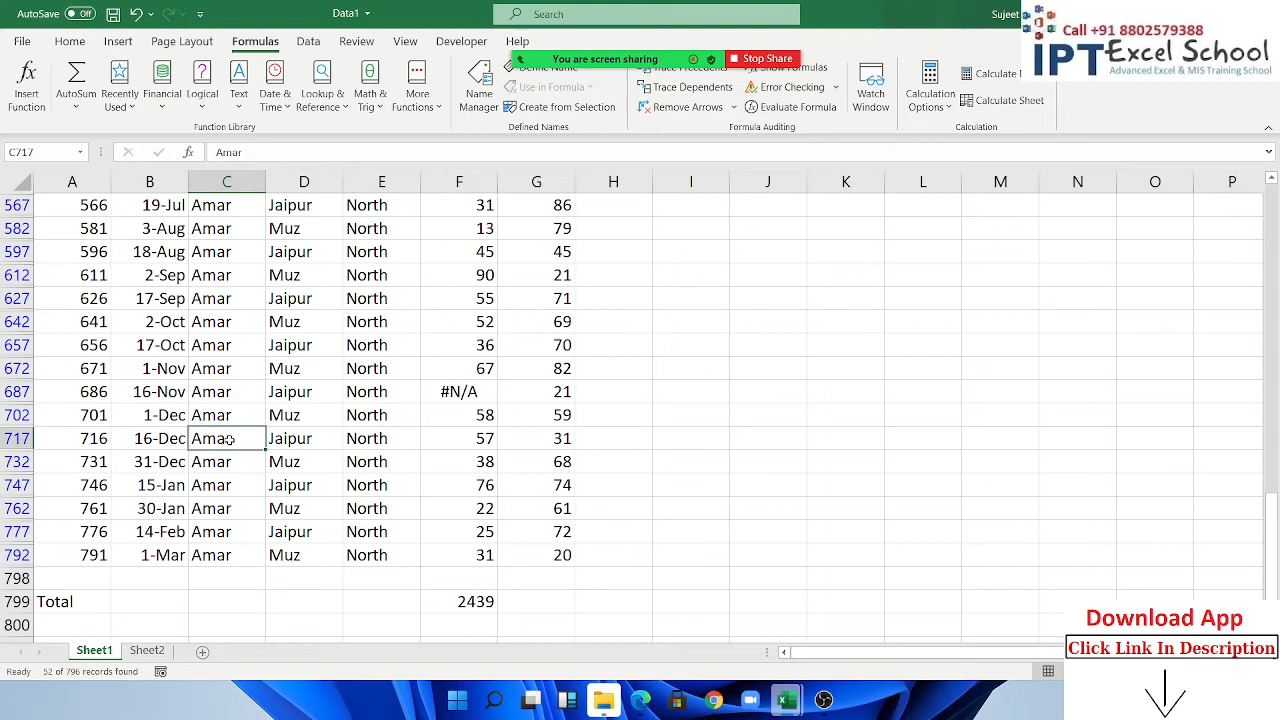 AutoSave Off Data1 Search Sujeet
Call +91 8802579388
IPT Excel School
Advanced Excel & MIS Training School
File Home Insert Page Layout Formulas Data View Developer Help
You are screen sharing Stop Share
Insert Function
AutoSum
Recently Used
Financial
Logical
Text
Date & Time
Lookup & Reference
Math & Trig
More Functions
Function Library
Name Manager
Define Name
Use in Formula
Create from Selection
Defined Names
Trace Precedents Show Formulas
Trace Dependents Error Checking
Remove Arrows Evaluate Formula
Formula Auditing
Watch Window
Calculation Options
Calculate
Calculate Sheet
Calculation
C717 fx Amar
A B C D E F G H I J K L M N O P
567 566 19-Jul Amar Jaipur North 31 86
582 581 3-Aug Amar Muz North 13 79
597 596 18-Aug Amar Jaipur North 45 45
612 611 2-Sep Amar Muz North 90 21
627 626 17-Sep Amar Jaipur North 55 71
642 641 2-Oct Amar Muz North 52 69
657 656 17-Oct Amar Jaipur North 36 70
672 671 1-Nov Amar Muz North 67 82
687 686 16-Nov Amar Jaipur North #N/A 21
702 701 1-Dec Amar Muz North 58 59
717 716 16-Dec Amar Jaipur North 57 31
732 731 31-Dec Amar Muz North 38 68
747 746 15-Jan Amar Jaipur North 76 74
762 761 30-Jan Amar Muz North 22 61
777 776 14-Feb Amar Jaipur North 25 72
792 791 1-Mar Amar Muz North 31 20
798
799 Total 2439
800
Download App
Click Link In Description
Sheet1 Sheet2
Ready 52 of 796 records found